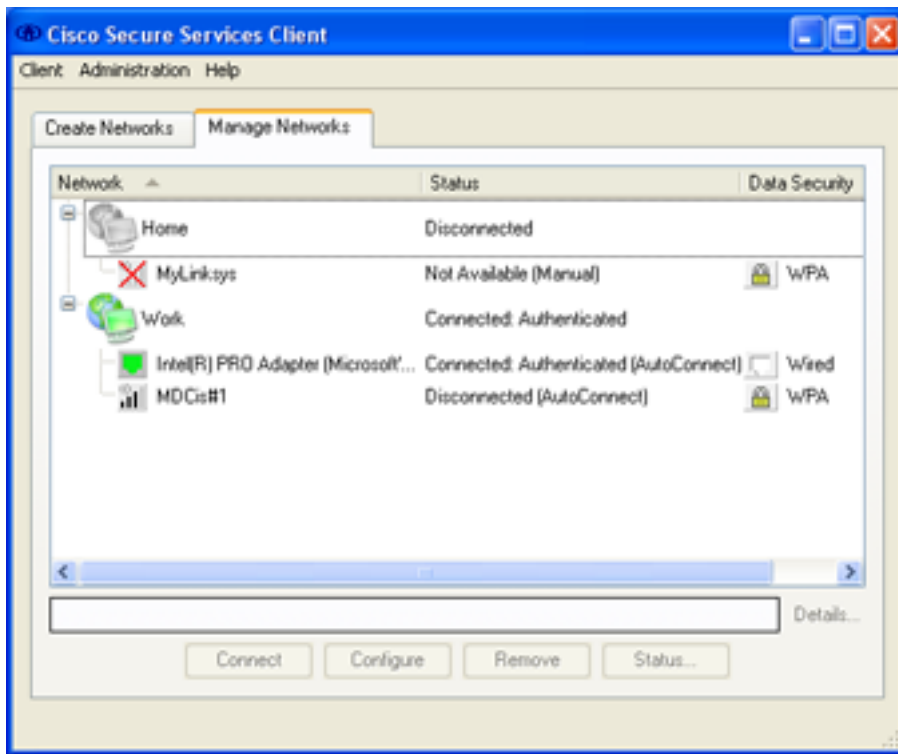 Cisco Secure Services Client
Client Administration Help
Create Networks Manage Networks
Network Status Data Security
Home Disconnected
MyLinksys Not Available (Manual) WPA
Work Connected: Authenticated
Intel(R) PRO Adapter (Microsoft'... Connected: Authenticated (AutoConnect) Wired
MDCis#1 Disconnected (AutoConnect) WPA
Details...
Connect Configure Remove Status...